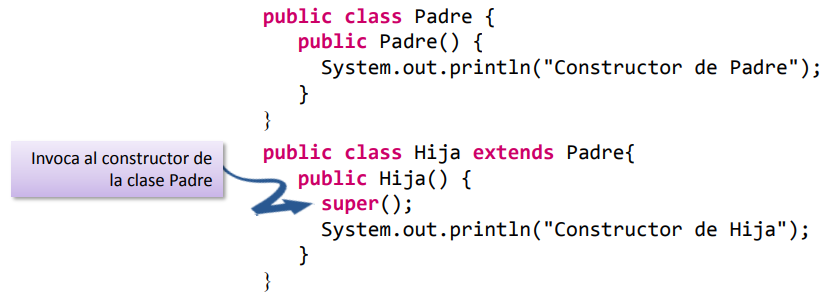 public class Padre {
public Padre() {
System.out.println("Constructor de Padre");
}
}
Invoca al constructor de
la clase Padre
public class Hija extends Padre{
public Hija() {
super();
System.out.println("Constructor de Hija");
}
}